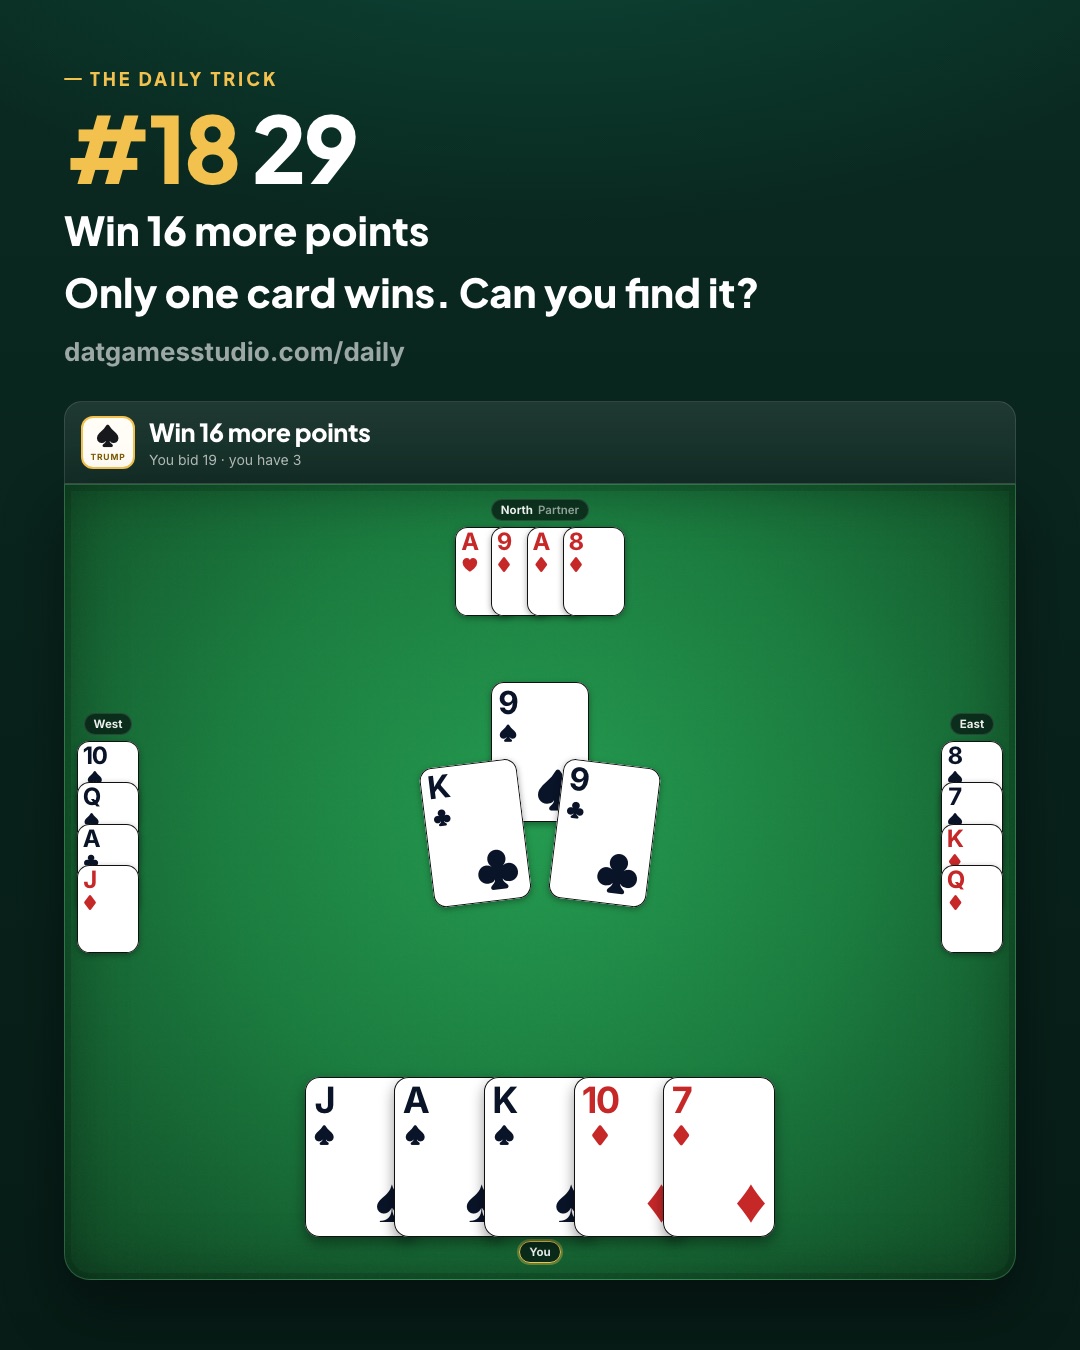 — THE DAILY TRICK
#18 29
Win 16 more points
Only one card wins. Can you find it?
datgamesstudio.com/daily
TRUMP
Win 16 more points
You bid 19 · you have 3
North Partner
A 9 A 8
9
K
9
West
10
Q
A
J
East
8
7
K
Q
J A K 10 7
You